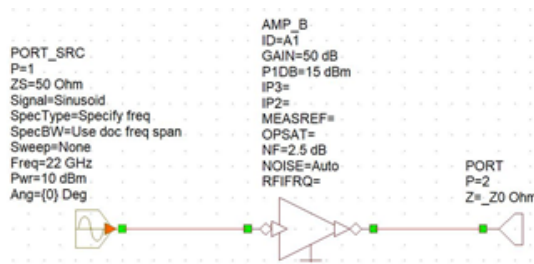 PORT_SRC
P=1
ZS=50 Ohm
Signal=Sinusoid
SpecType=Specify freq
SpecBW=Use doc freq span
Sweep=None
Freq=22 GHz
Pwr=10 dBm
Ang={0} Deg
AMP_B
ID=A1
GAIN=50 dB
P1DB=15 dBm
IP3=
IP2=
MEASREF=
OPSAT=
NF=2.5 dB
NOISE=Auto
RFIFRQ=
PORT
P=2
Z=_Z0 Ohm